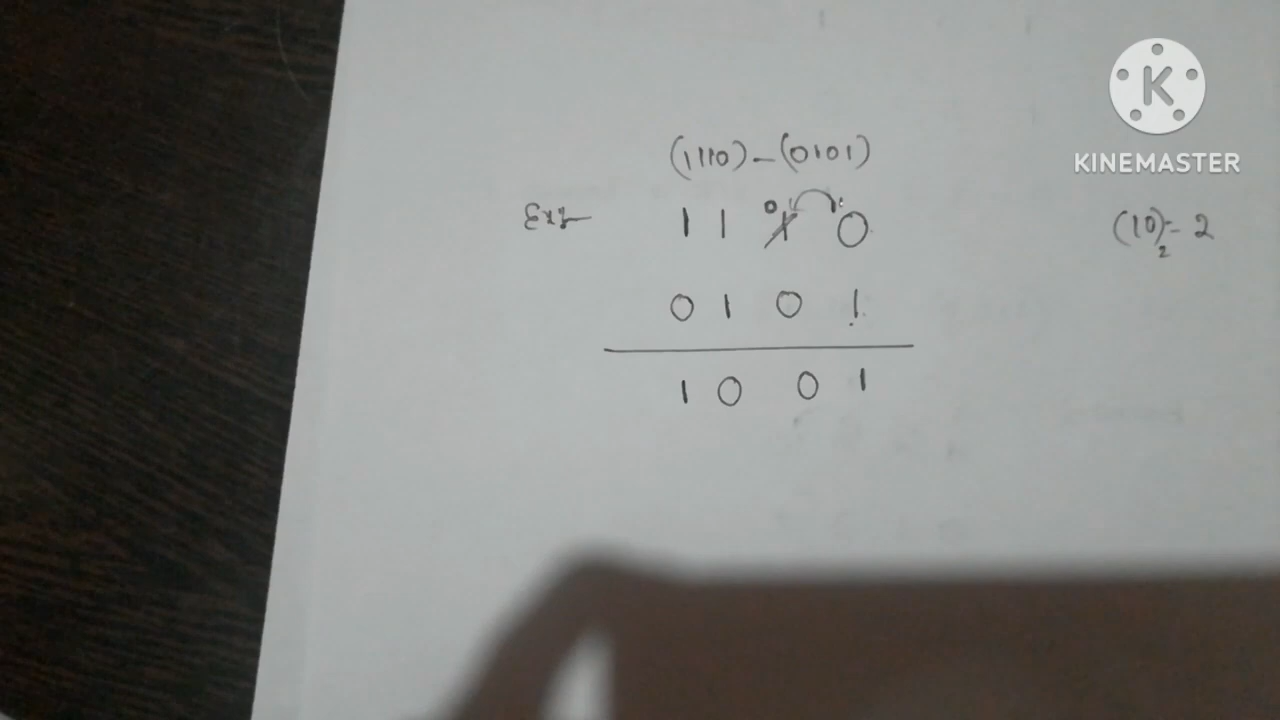 (1110) - (0101)
Ex:- 1 1 0 1 1 0
(10)₂ = 2
0 1 0 1
1 0 0 1
K
KINEMASTER